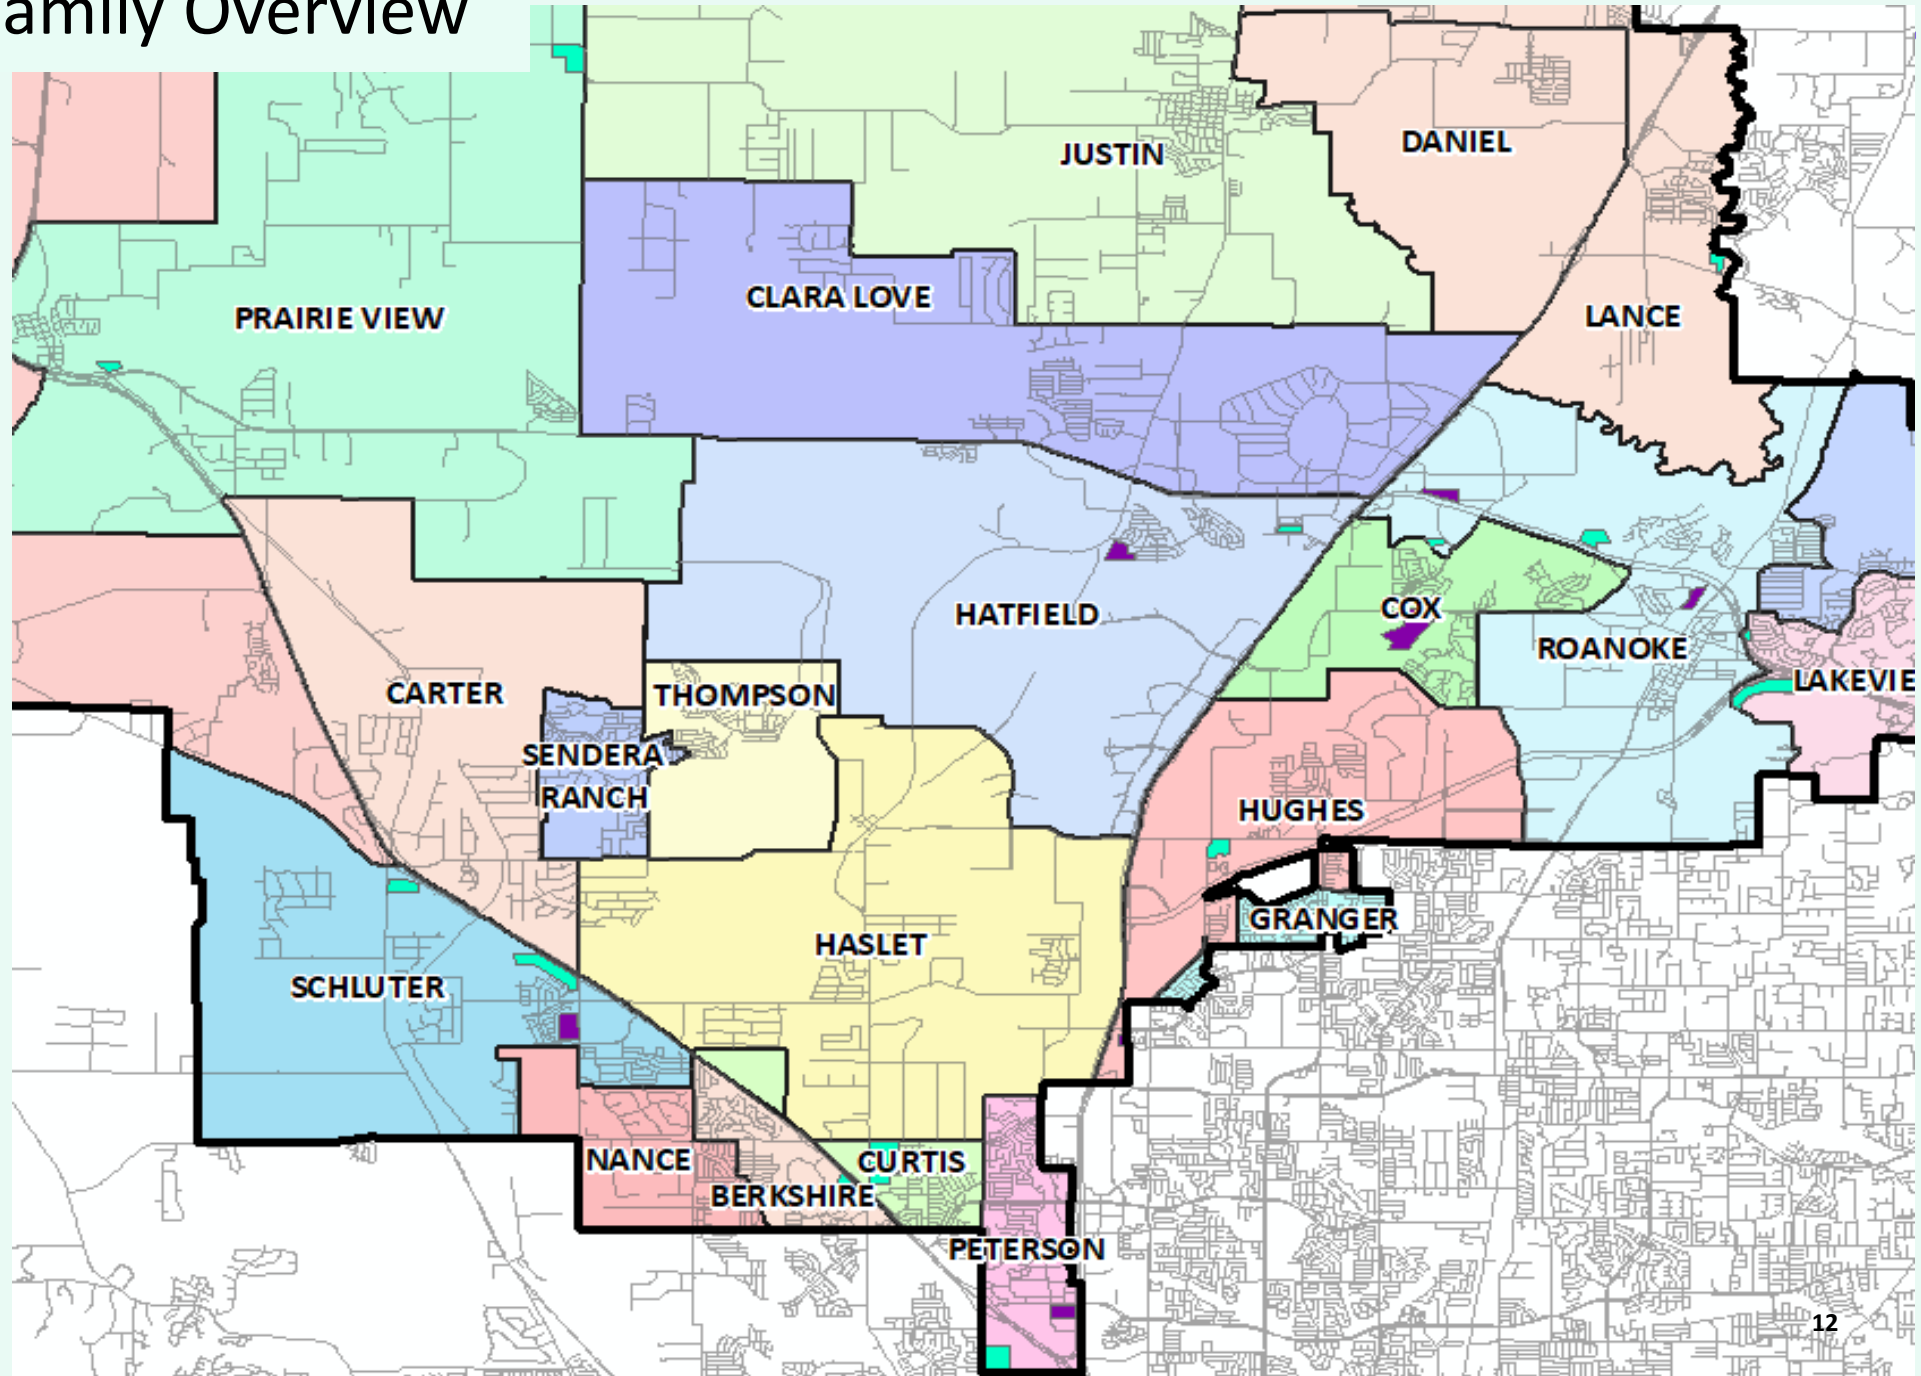 amily Overview
DANIEL
JUSTIN
CLARA LOVE
PRAIRIE VIEW
LANCE
COX
HATFIELD
ROANOKE
LAKEVIE
CARTER
THOMPSON
SENDERA
RANCH
HUGHES
GRANGER
HASLET
SCHLUTER
NANCE
CURTIS
BERKSHIRE
PETERSON
12